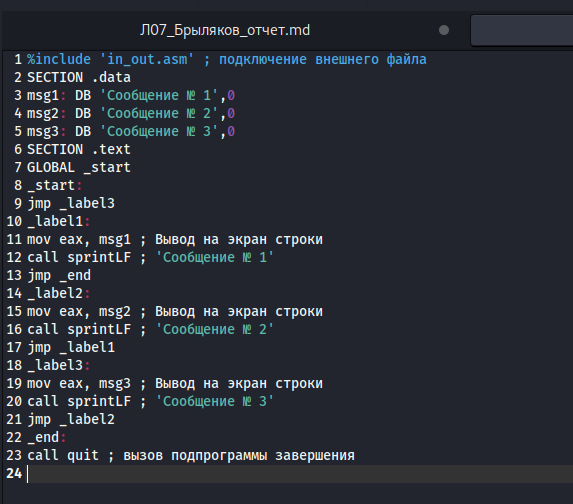 Л07_Брыляков_отчет.md
1 %include 'in_out.asm' ; подключение внешнего файла
2 SECTION .data
3 msg1: DB 'Сообщение № 1',0
4 msg2: DB 'Сообщение № 2',0
5 msg3: DB 'Сообщение № 3',0
6 SECTION .text
7 GLOBAL _start
8 _start:
9 jmp _label3
10 _label1:
11 mov eax, msg1 ; Вывод на экран строки
12 call sprintLF ; 'Сообщение № 1'
13 jmp _end
14 _label2:
15 mov eax, msg2 ; Вывод на экран строки
16 call sprintLF ; 'Сообщение № 2'
17 jmp _label1
18 _label3:
19 mov eax, msg3 ; Вывод на экран строки
20 call sprintLF ; 'Сообщение № 3'
21 jmp _label2
22 _end:
23 call quit ; вызов подпрограммы завершения
24